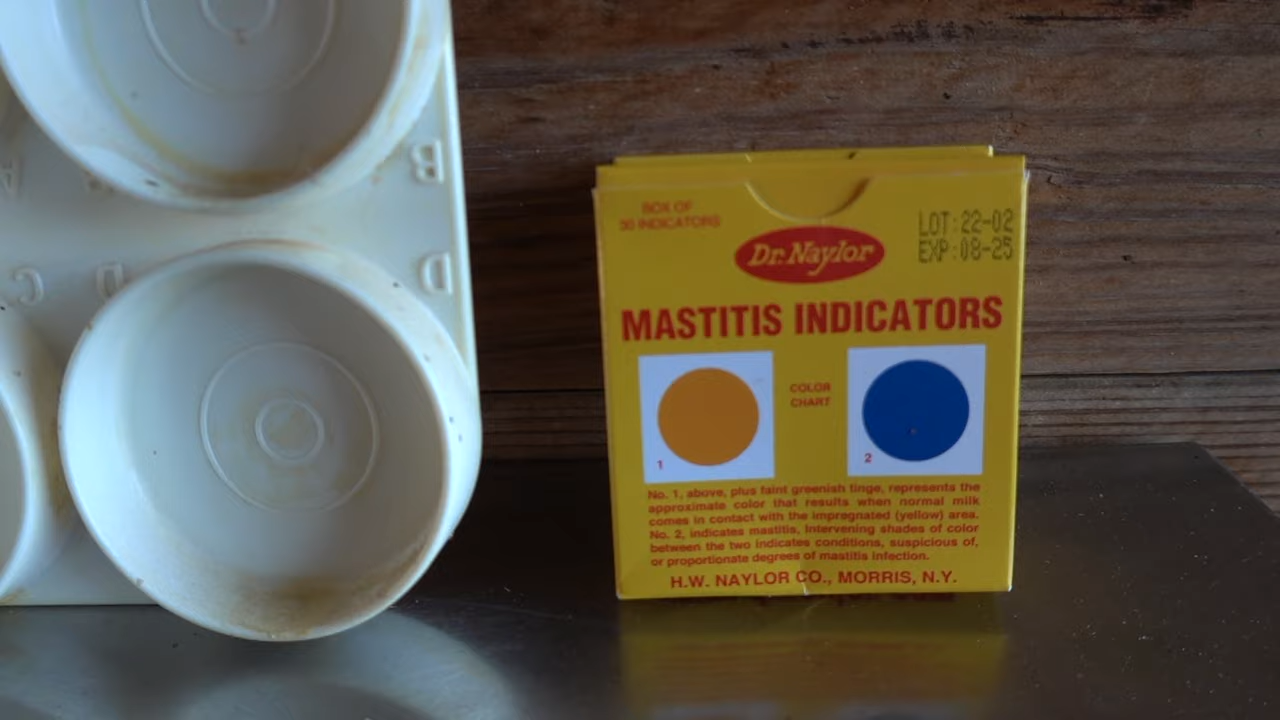 B
A
D
C
D
BOX OF
30 INDICATORS
LOT:22-02
EXP:08-25
Dr. Naylor
MASTITIS INDICATORS
COLOR
CHART
1
2
No. 1, above, plus faint greenish tinge, represents the
approximate color that results when normal milk
comes in contact with the impregnated (yellow) area.
No. 2, indicates mastitis, intervening shades of color
between the two indicates conditions, suspicious of,
or proportionate degrees of mastitis infection.
H.W. NAYLOR CO., MORRIS, N.Y.